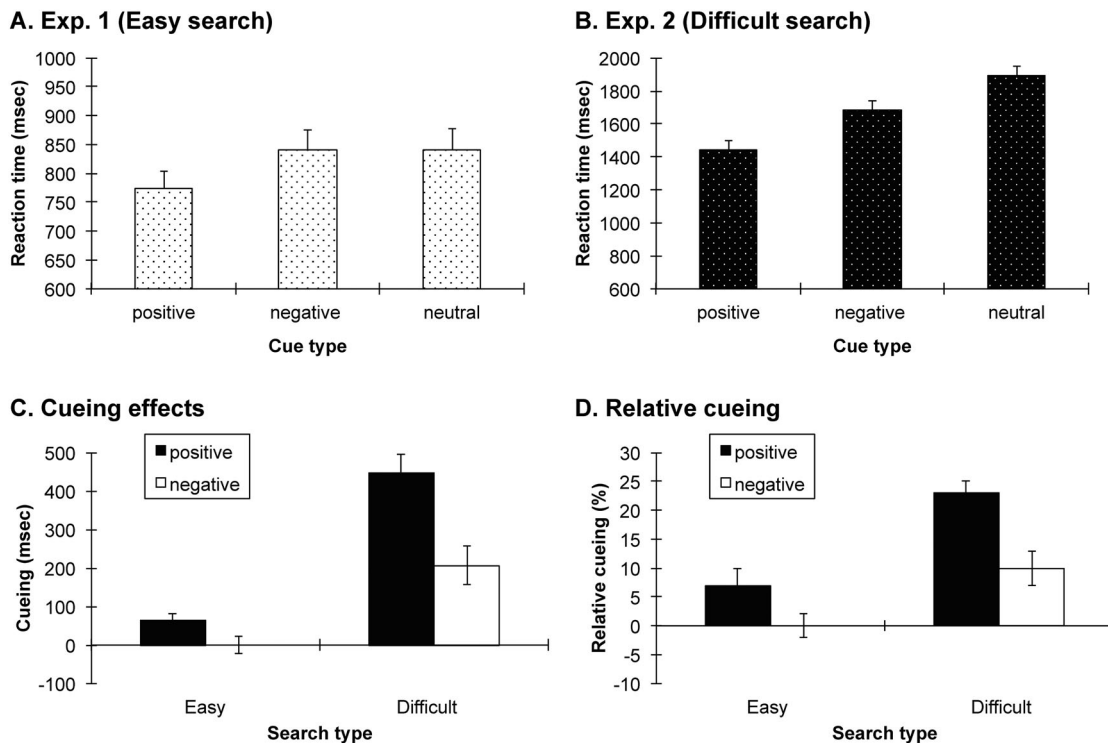 A. Exp. 1 (Easy search)
Reaction time (msec)
1000
950
900
850
800
750
700
650
600
positive negative neutral
Cue type
B. Exp. 2 (Difficult search)
Reaction time (msec)
2000
1800
1600
1400
1200
1000
800
600
positive negative neutral
Cue type
C. Cueing effects
Cueing (msec)
500
400
300
200
100
0
-100
positive
negative
Easy Difficult
Search type
D. Relative cueing
Relative cueing (%)
30
25
20
15
10
5
0
-5
-10
positive
negative
Easy Difficult
Search type